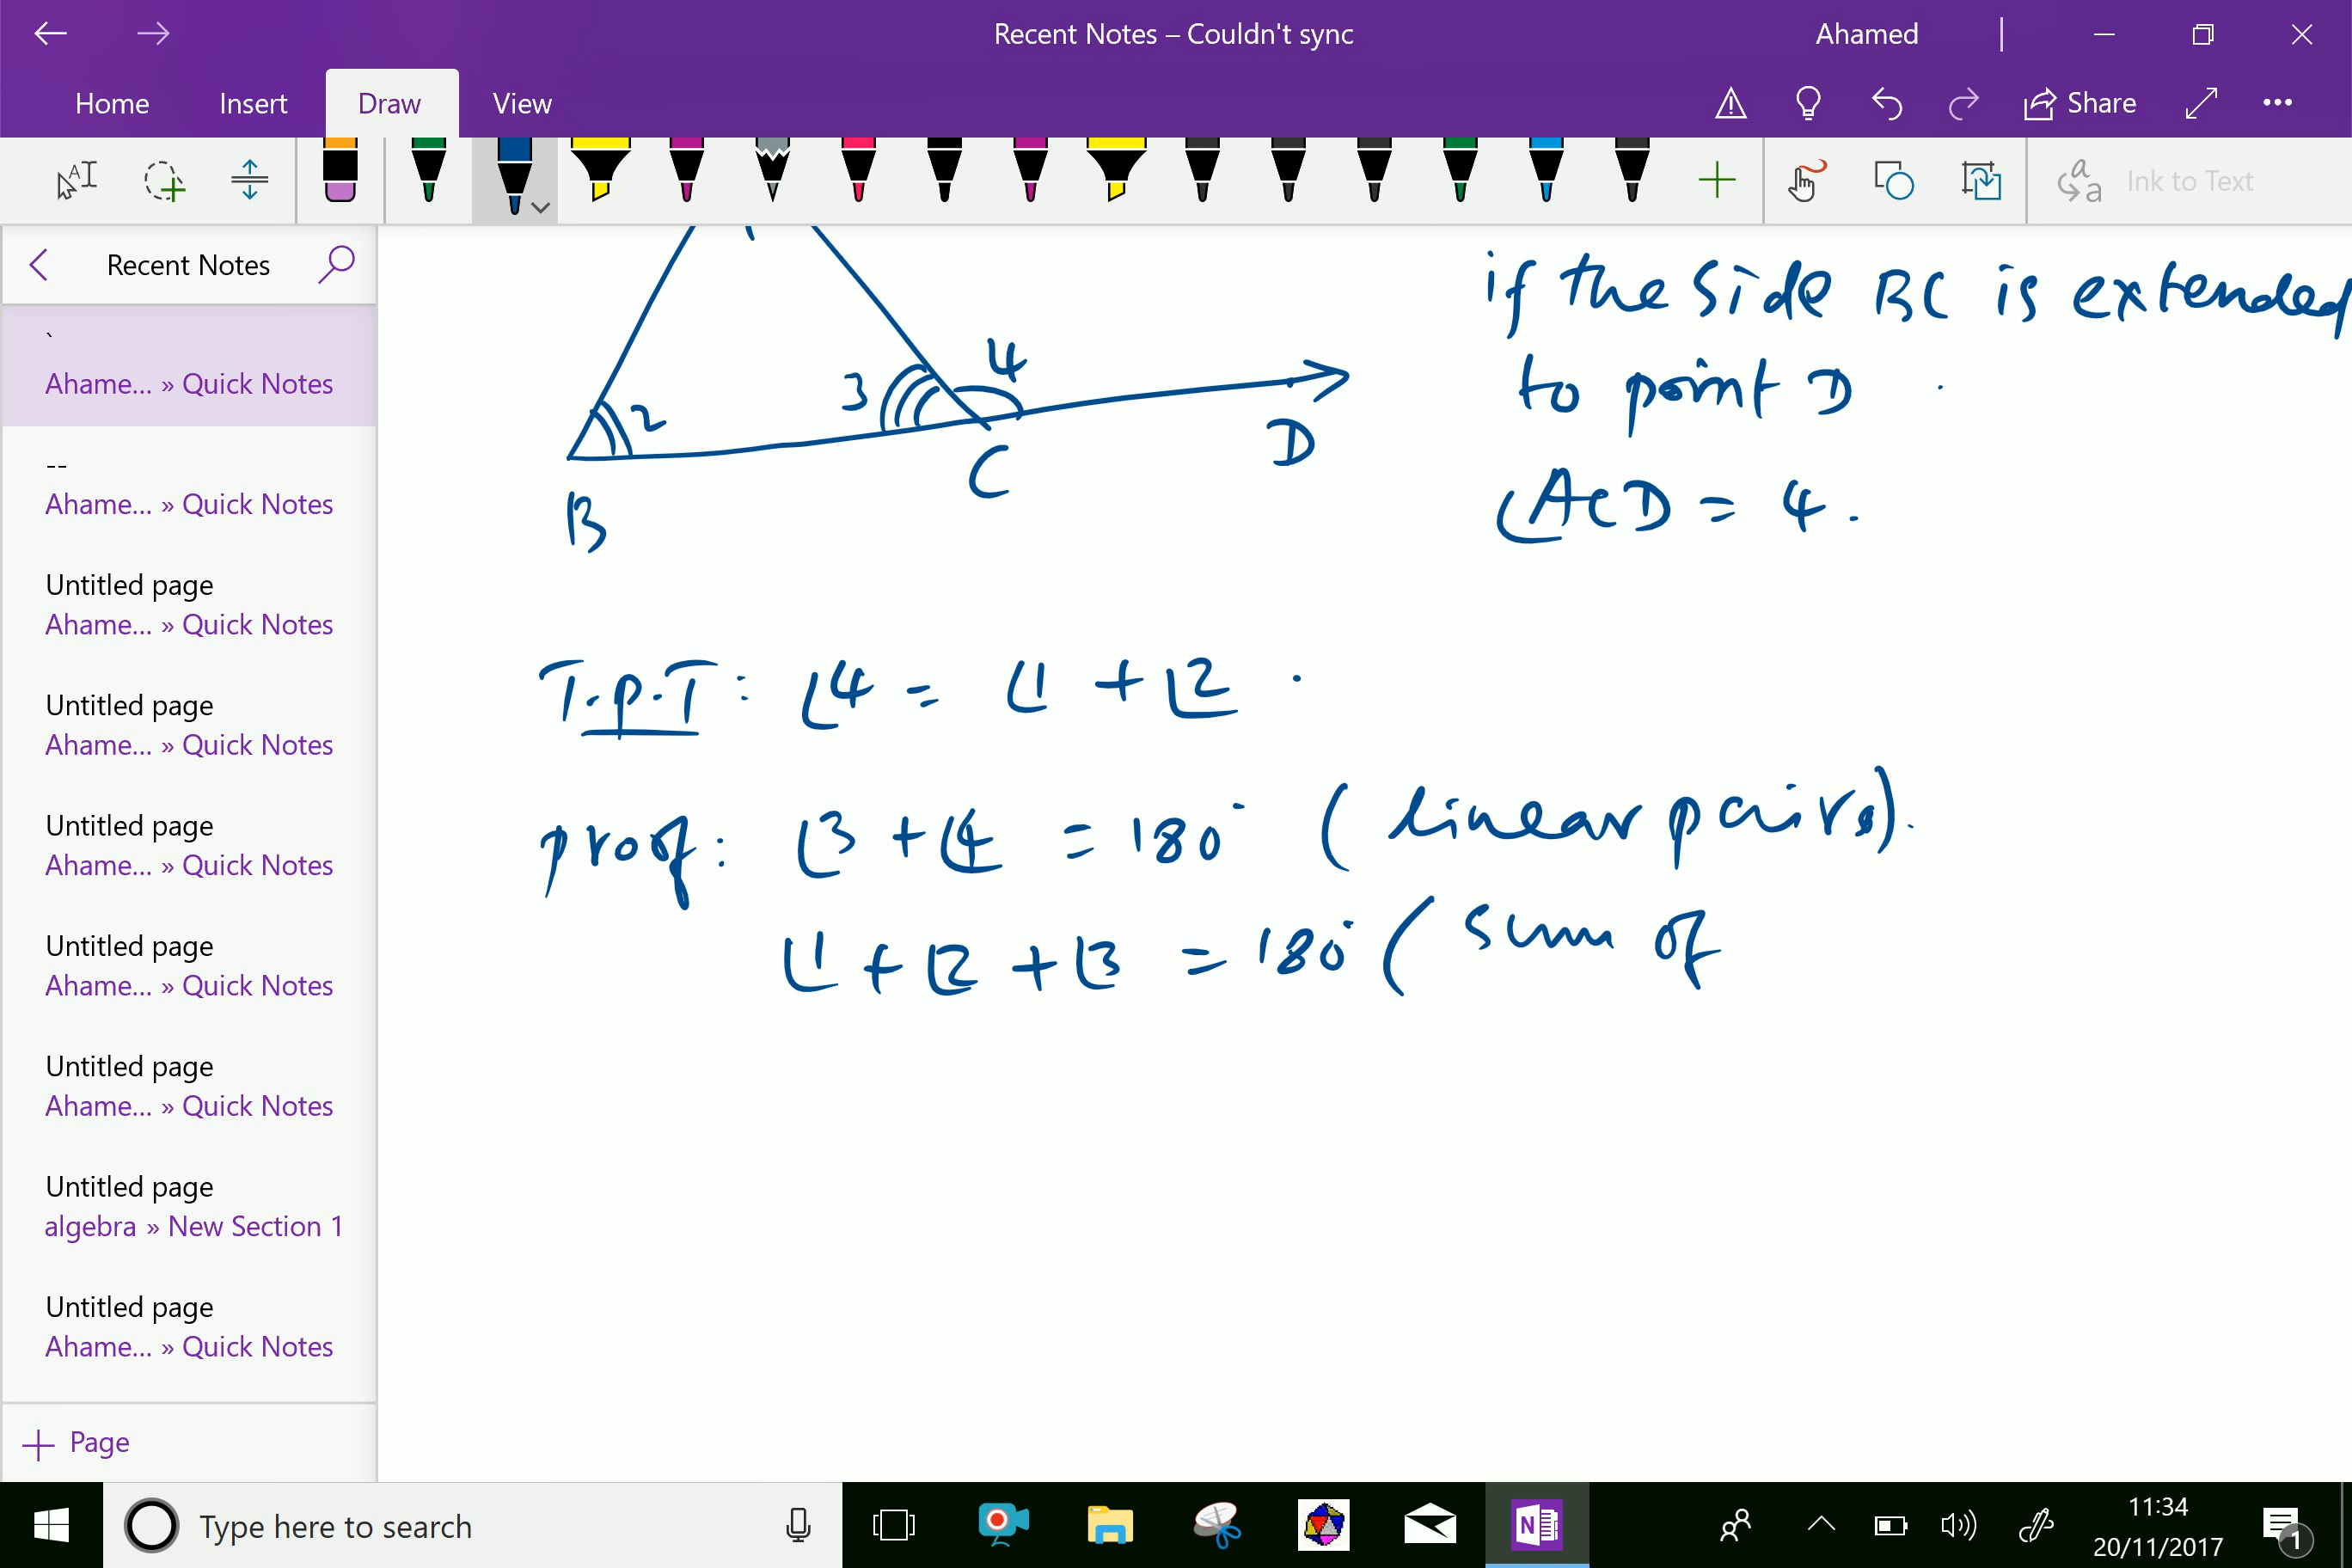 Recent Notes – Couldn't sync
Ahamed
Home Insert Draw View
Share
Ink to Text
Recent Notes
`
Ahame... » Quick Notes
--
Ahame... » Quick Notes
Untitled page
Ahame... » Quick Notes
Untitled page
Ahame... » Quick Notes
Untitled page
Ahame... » Quick Notes
Untitled page
Ahame... » Quick Notes
Untitled page
Ahame... » Quick Notes
Untitled page
algebra » New Section 1
Untitled page
Ahame... » Quick Notes
+ Page
2
3
4
B
C
D
if the side BC is extended
to point D .
∠ACD = 4 .
T.p.T : ∠4 = ∠1 + ∠2 .
proof : ∠3 + ∠4 = 180° ( linear pairs).
∠1 + ∠2 + ∠3 = 180° ( sum of
Type here to search
N
11:34
20/11/2017
1